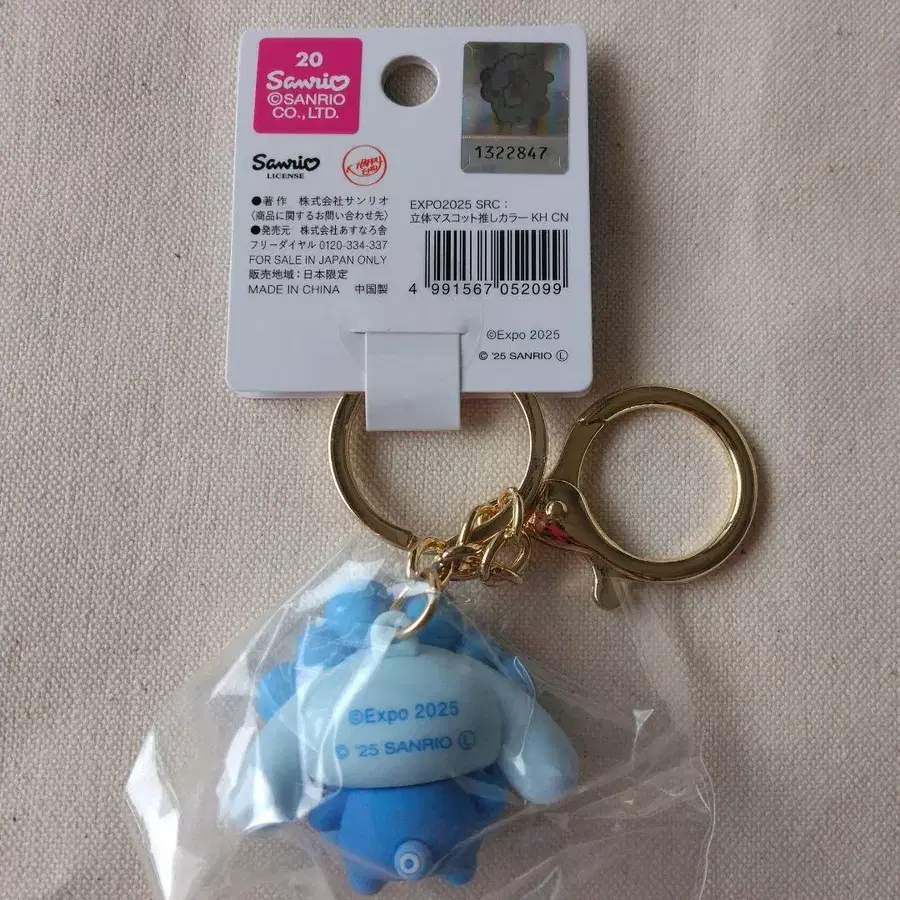 20
Sanrio
©SANRIO
CO.,LTD.
1322847
Sanrio
LICENSE
HAPPY
●著作 株式会社サンリオ
〈商品に関するお問い合わせ先〉
●発売元 株式会社あすなろ舎
フリーダイヤル 0120-334-337
FOR SALE IN JAPAN ONLY
販売地域：日本限定
MADE IN CHINA 中国製
EXPO2025 SRC：
立体マスコット推しカラー KH CN
4 991567 052099
©Expo 2025
© '25 SANRIO Ⓛ
©Expo 2025
© '25 SANRIO Ⓛ